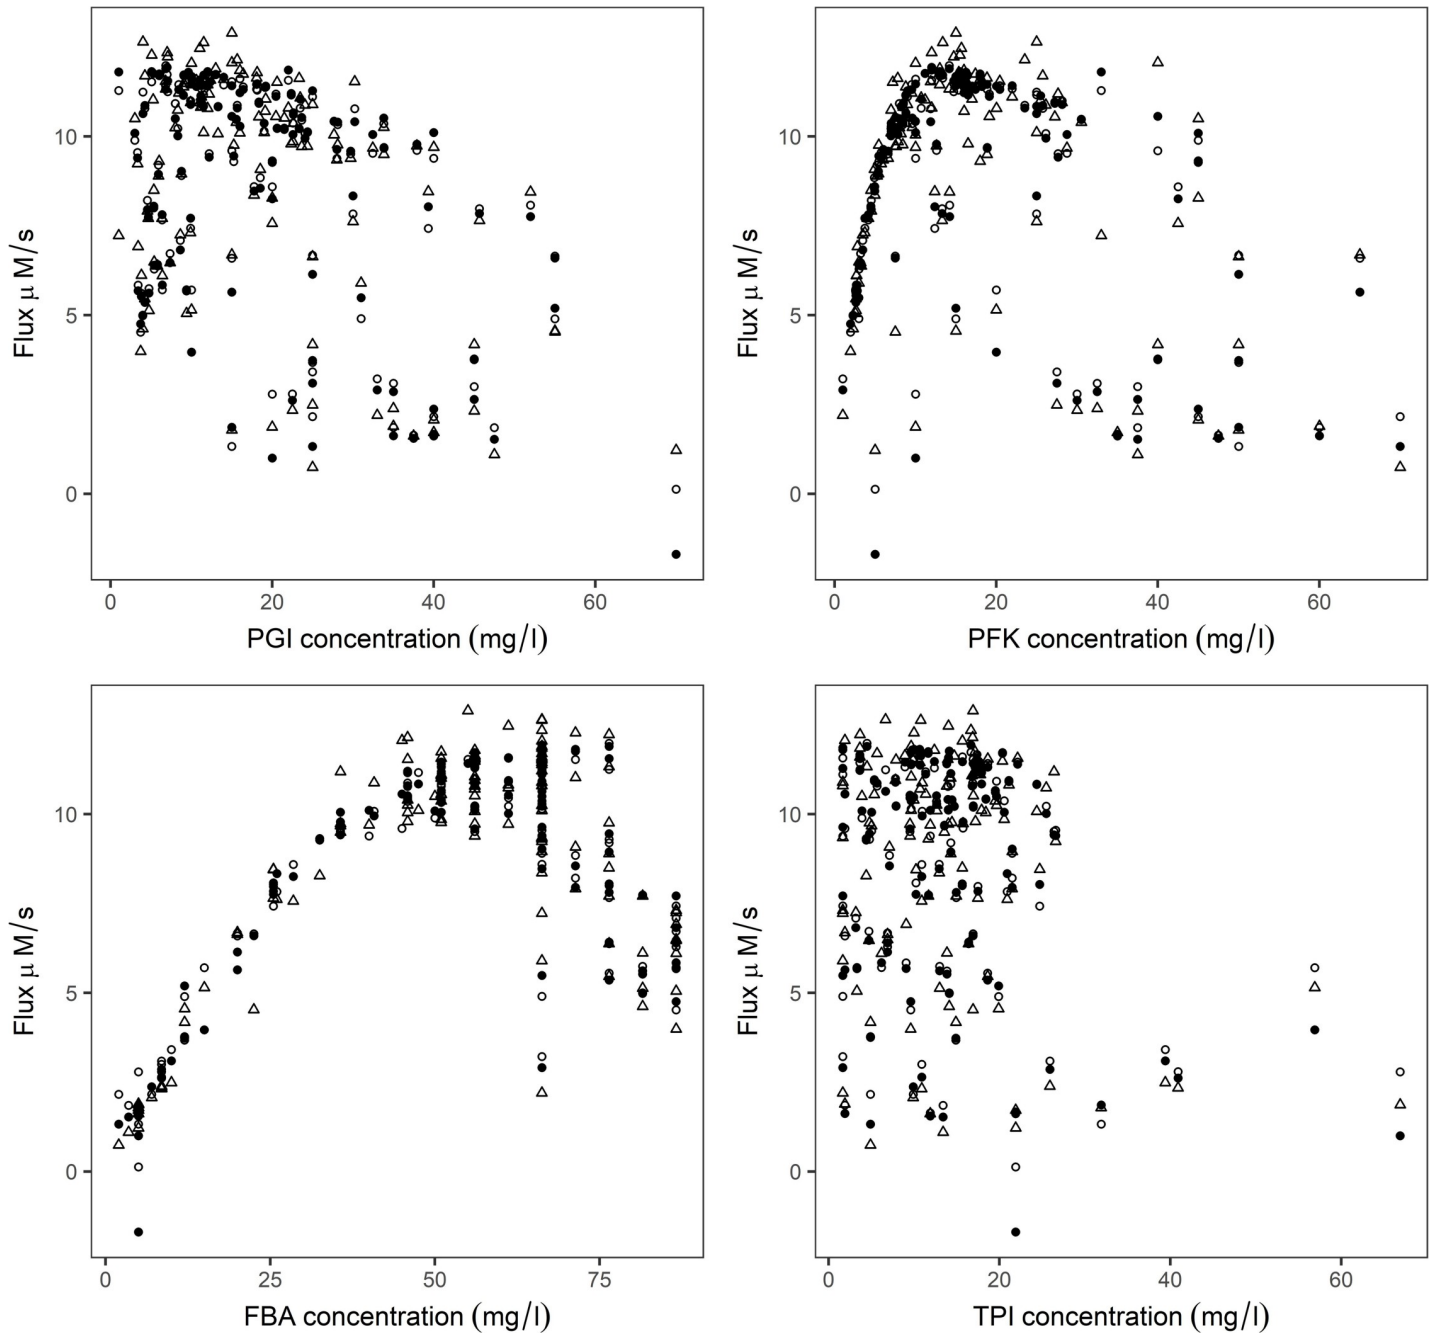 10
5
0
Flux μ M/s
0 20 40 60
PGI concentration (mg/l)
10
5
0
Flux μ M/s
0 20 40 60
PFK concentration (mg/l)
10
5
0
Flux μ M/s
0 25 50 75
FBA concentration (mg/l)
10
5
0
Flux μ M/s
0 20 40 60
TPI concentration (mg/l)